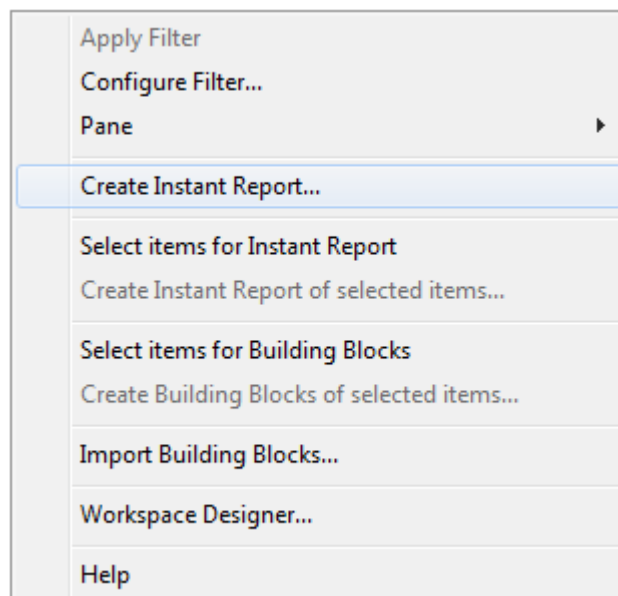 Apply Filter
Configure Filter...
Pane
Create Instant Report...
Select items for Instant Report
Create Instant Report of selected items...
Select items for Building Blocks
Create Building Blocks of selected items...
Import Building Blocks...
Workspace Designer...
Help